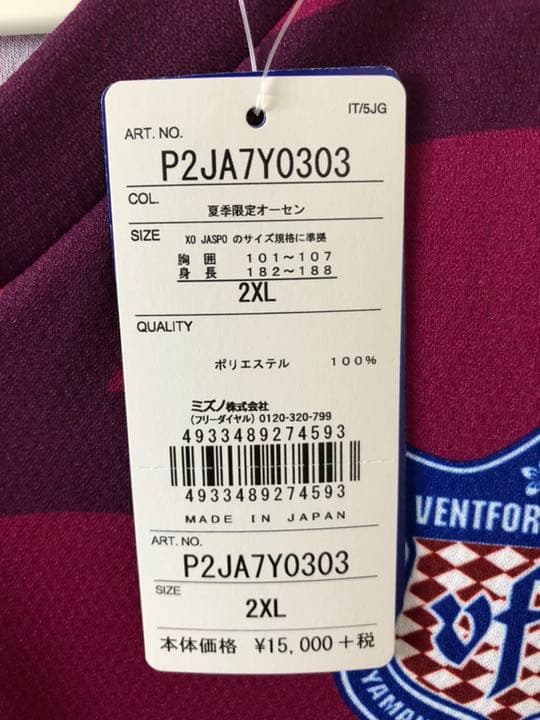 IT/5JG
ART. NO.
P2JA7Y0303
COL.
夏季限定オーセン
SIZE XO JASPO のサイズ規格に準拠
胸 囲 101～107
身 長 182～188
2XL
QUALITY
ポリエステル 100%
ミズノ株式会社
(フリーダイヤル) 0120-320-799
4933489274593
4933489274593
MADE IN JAPAN
ART. NO.
P2JA7Y0303
SIZE
2XL
本体価格 ¥15,000+税
VENTFOR
vf
YAMA